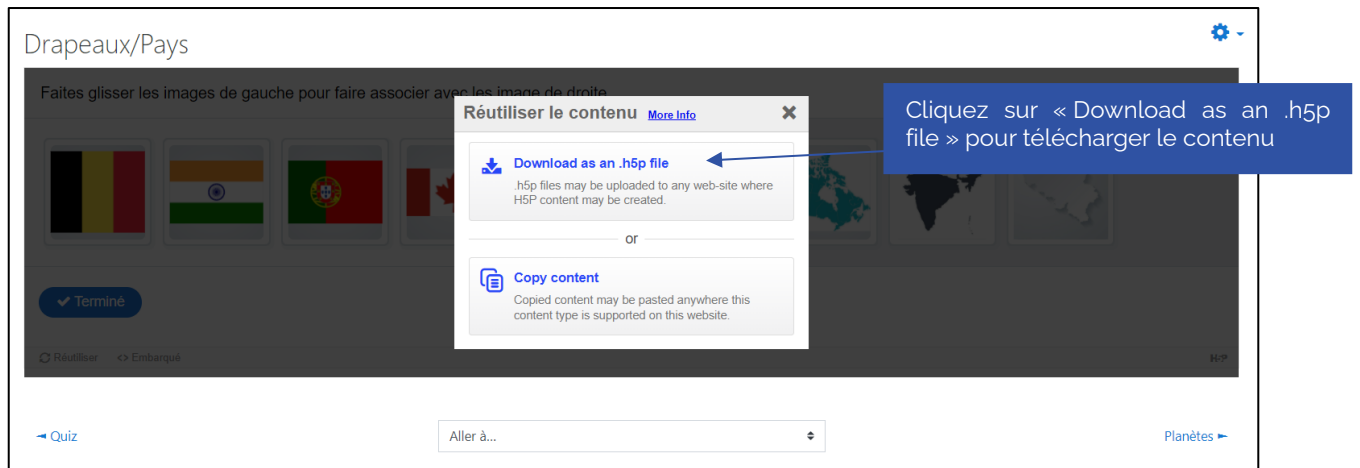 Drapeaux/Pays
Faites glisser les images de gauche pour faire associer avec les image de droite
Réutiliser le contenu More Info
Download as an .h5p file
.h5p files may be uploaded to any web-site where
H5P content may be created.
or
Copy content
Copied content may be pasted anywhere this
content type is supported on this website.
Cliquez sur « Download as an .h5p
file » pour télécharger le contenu
Terminé
Réutiliser <> Embarqué
H5P
Quiz
Aller à...
Planètes